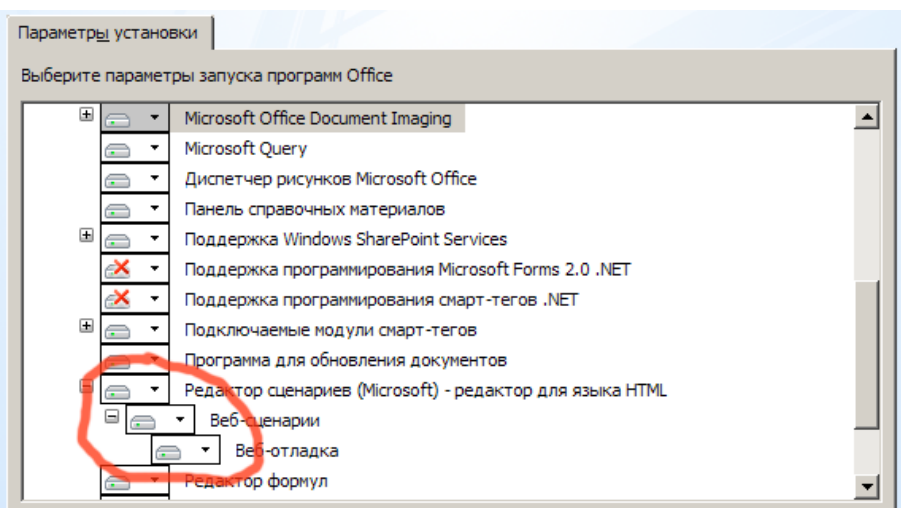 Параметры установки
Выберите параметры запуска программ Office
Microsoft Office Document Imaging
Microsoft Query
Диспетчер рисунков Microsoft Office
Панель справочных материалов
Поддержка Windows SharePoint Services
Поддержка программирования Microsoft Forms 2.0 .NET
Поддержка программирования смарт-тегов .NET
Подключаемые модули смарт-тегов
Программа для обновления документов
Редактор сценариев (Microsoft) - редактор для языка HTML
Веб-сценарии
Веб-отладка
Редактор формул